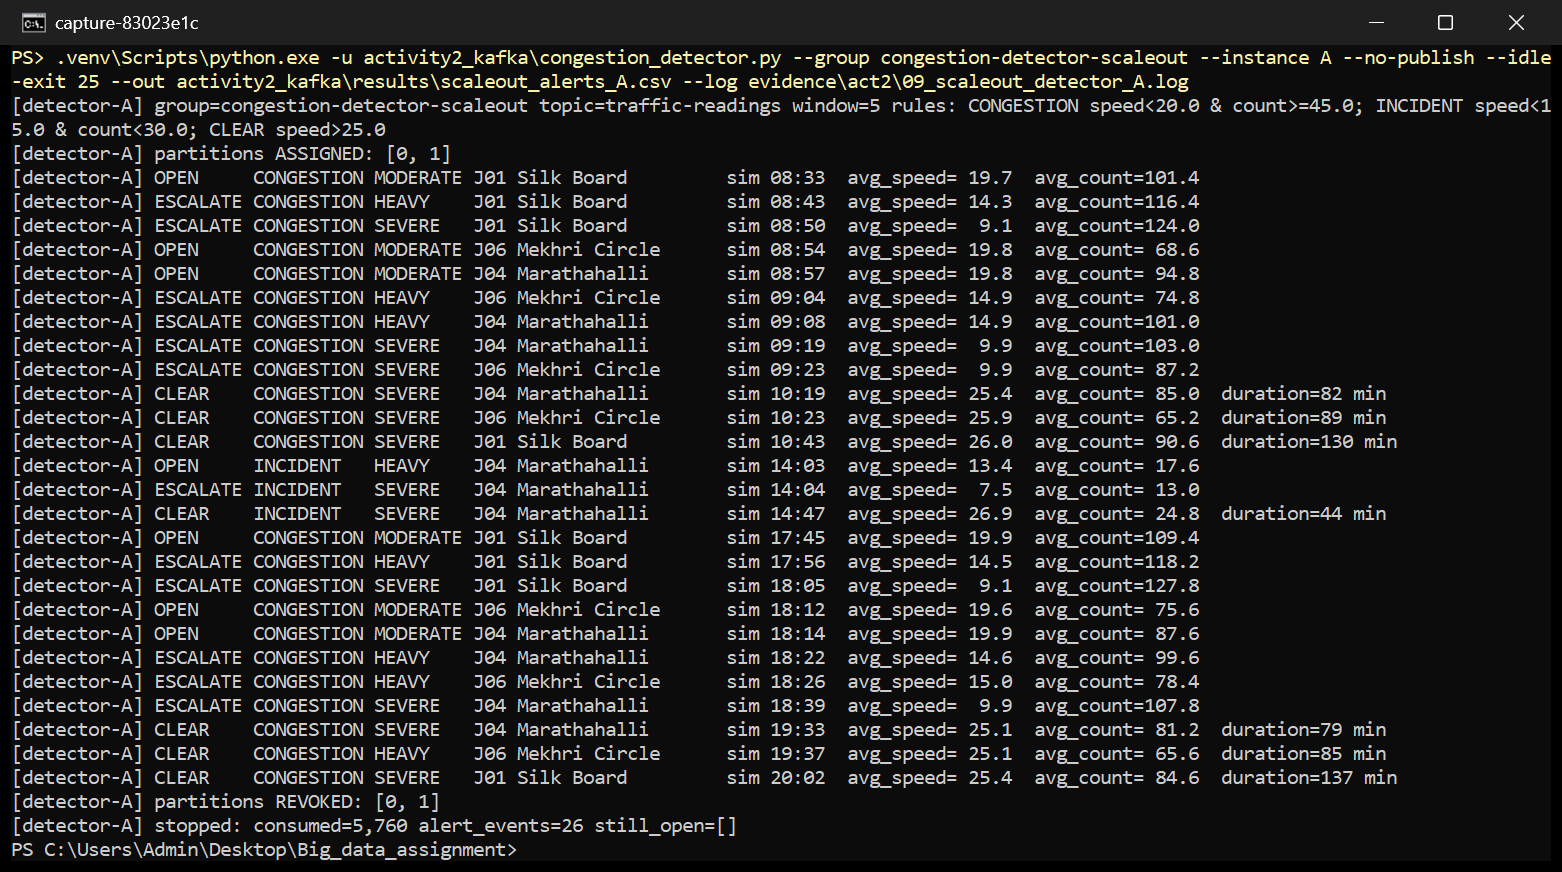 capture-83023e1c
PS> .venv\Scripts\python.exe -u activity2_kafka\congestion_detector.py --group congestion-detector-scaleout --instance A --no-publish --idle
-exit 25 --out activity2_kafka\results\scaleout_alerts_A.csv --log evidence\act2\09_scaleout_detector_A.log
[detector-A] group=congestion-detector-scaleout topic=traffic-readings window=5 rules: CONGESTION speed<20.0 & count>=45.0; INCIDENT speed<1
5.0 & count<30.0; CLEAR speed>25.0
[detector-A] partitions ASSIGNED: [0, 1]
[detector-A] OPEN     CONGESTION MODERATE J01 Silk Board         sim 08:33  avg_speed= 19.7  avg_count=101.4
[detector-A] ESCALATE CONGESTION HEAVY    J01 Silk Board         sim 08:43  avg_speed= 14.3  avg_count=116.4
[detector-A] ESCALATE CONGESTION SEVERE   J01 Silk Board         sim 08:50  avg_speed=  9.1  avg_count=124.0
[detector-A] OPEN     CONGESTION MODERATE J06 Mekhri Circle      sim 08:54  avg_speed= 19.8  avg_count= 68.6
[detector-A] OPEN     CONGESTION MODERATE J04 Marathahalli       sim 08:57  avg_speed= 19.8  avg_count= 94.8
[detector-A] ESCALATE CONGESTION HEAVY    J06 Mekhri Circle      sim 09:04  avg_speed= 14.9  avg_count= 74.8
[detector-A] ESCALATE CONGESTION HEAVY    J04 Marathahalli       sim 09:08  avg_speed= 14.9  avg_count=101.0
[detector-A] ESCALATE CONGESTION SEVERE   J04 Marathahalli       sim 09:19  avg_speed=  9.9  avg_count=103.0
[detector-A] ESCALATE CONGESTION SEVERE   J06 Mekhri Circle      sim 09:23  avg_speed=  9.9  avg_count= 87.2
[detector-A] CLEAR    CONGESTION SEVERE   J04 Marathahalli       sim 10:19  avg_speed= 25.4  avg_count= 85.0  duration=82 min
[detector-A] CLEAR    CONGESTION SEVERE   J06 Mekhri Circle      sim 10:23  avg_speed= 25.9  avg_count= 65.2  duration=89 min
[detector-A] CLEAR    CONGESTION SEVERE   J01 Silk Board         sim 10:43  avg_speed= 26.0  avg_count= 90.6  duration=130 min
[detector-A] OPEN     INCIDENT   HEAVY    J04 Marathahalli       sim 14:03  avg_speed= 13.4  avg_count= 17.6
[detector-A] ESCALATE INCIDENT   SEVERE   J04 Marathahalli       sim 14:04  avg_speed=  7.5  avg_count= 13.0
[detector-A] CLEAR    INCIDENT   SEVERE   J04 Marathahalli       sim 14:47  avg_speed= 26.9  avg_count= 24.8  duration=44 min
[detector-A] OPEN     CONGESTION MODERATE J01 Silk Board         sim 17:45  avg_speed= 19.9  avg_count=109.4
[detector-A] ESCALATE CONGESTION HEAVY    J01 Silk Board         sim 17:56  avg_speed= 14.5  avg_count=118.2
[detector-A] ESCALATE CONGESTION SEVERE   J01 Silk Board         sim 18:05  avg_speed=  9.1  avg_count=127.8
[detector-A] OPEN     CONGESTION MODERATE J06 Mekhri Circle      sim 18:12  avg_speed= 19.6  avg_count= 75.6
[detector-A] OPEN     CONGESTION MODERATE J04 Marathahalli       sim 18:14  avg_speed= 19.9  avg_count= 87.6
[detector-A] ESCALATE CONGESTION HEAVY    J04 Marathahalli       sim 18:22  avg_speed= 14.6  avg_count= 99.6
[detector-A] ESCALATE CONGESTION HEAVY    J06 Mekhri Circle      sim 18:26  avg_speed= 15.0  avg_count= 78.4
[detector-A] ESCALATE CONGESTION SEVERE   J04 Marathahalli       sim 18:39  avg_speed=  9.9  avg_count=107.8
[detector-A] CLEAR    CONGESTION SEVERE   J04 Marathahalli       sim 19:33  avg_speed= 25.1  avg_count= 81.2  duration=79 min
[detector-A] CLEAR    CONGESTION HEAVY    J06 Mekhri Circle      sim 19:37  avg_speed= 25.1  avg_count= 65.6  duration=85 min
[detector-A] CLEAR    CONGESTION SEVERE   J01 Silk Board         sim 20:02  avg_speed= 25.4  avg_count= 84.6  duration=137 min
[detector-A] partitions REVOKED: [0, 1]
[detector-A] stopped: consumed=5,760 alert_events=26 still_open=[]
PS C:\Users\Admin\Desktop\Big_data_assignment>